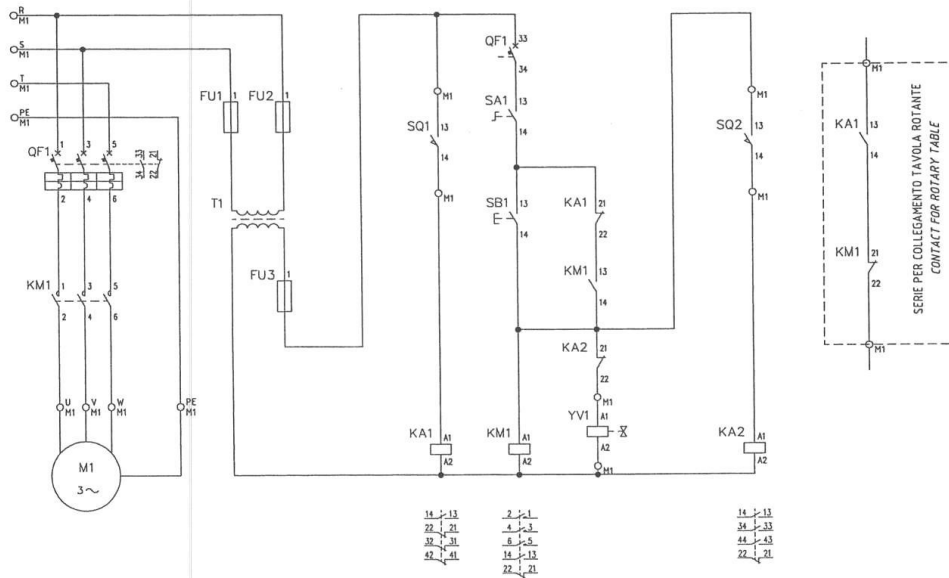 R
M1
S
M1
T
M1
PE
M1
QF1
1
3
5
33
34
21
22
2
4
6
KM1
1
3
5
2
4
6
U
M1
V
M1
W
M1
PE
M1
M1
3~
FU1
1
FU2
1
T1
FU3
1
M1
SQ1
13
14
M1
KA1
A1
A2
QF1
33
34
SA1
13
14
SB1
13
14
KM1
A1
A2
KA1
21
22
KM1
13
14
KA2
21
22
M1
YV1
A1
A2
M1
M1
SQ2
13
14
M1
KA2
A1
A2
M1
KA1
13
14
KM1
21
22
M1
SERIE PER COLLEGAMENTO TAVOLA ROTANTE
CONTACT FOR ROTARY TABLE
14 13
22 21
32 31
42 41
2 1
4 3
6 5
14 13
22 21
14 13
34 33
44 43
22 21